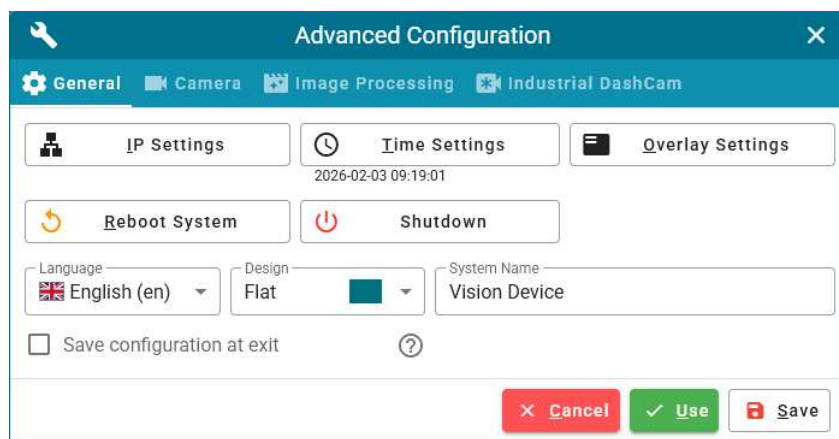 Advanced Configuration
General Camera Image Processing Industrial DashCam
IP Settings Time Settings Overlay Settings
2026-02-03 09:19:01
Reboot System Shutdown
Language Design System Name
English (en) Flat Vision Device
Save configuration at exit
Cancel Use Save